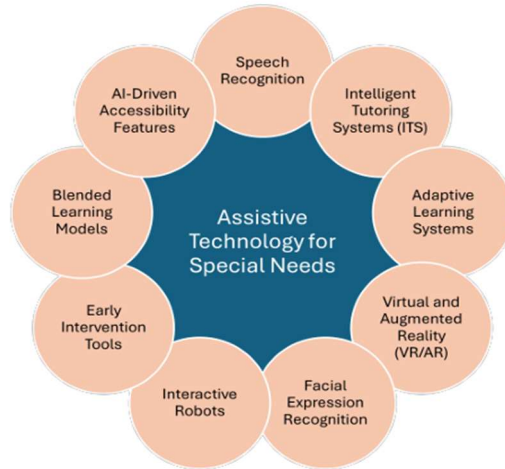 Speech
Recognition
Intelligent
Tutoring
Systems (ITS)
Adaptive
Learning
Systems
Virtual and
Augmented
Reality
(VR/AR)
Facial
Expression
Recognition
Interactive
Robots
Early
Intervention
Tools
Blended
Learning
Models
AI-Driven
Accessibility
Features
Assistive
Technology for
Special Needs